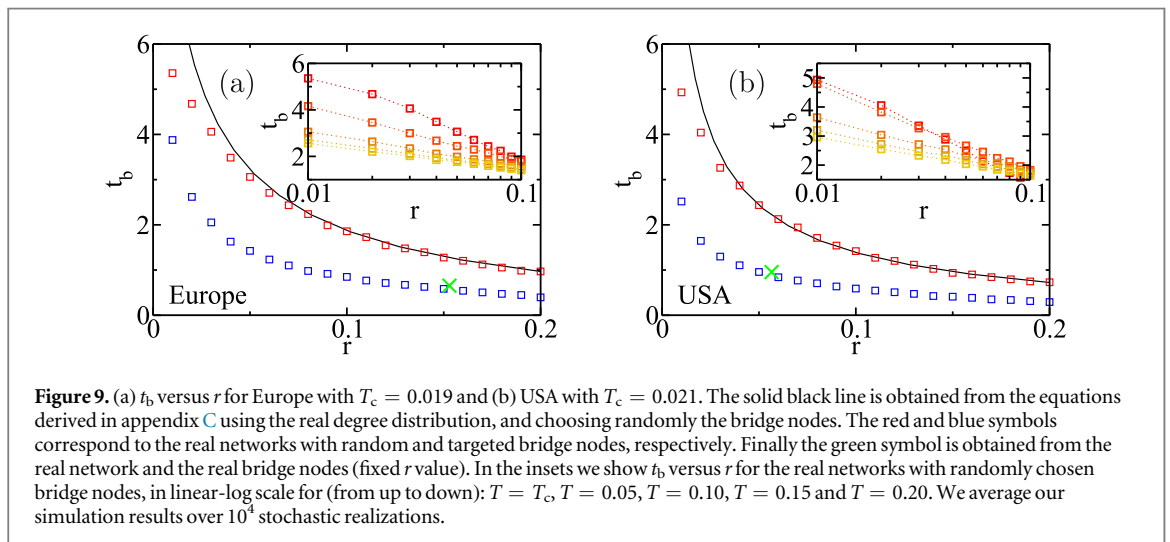 6
4
2
0
t_b
(a)
t_b
4
2
0.01
0.1
r
Europe
0
0.1
0.2
r
6
4
2
0
t_b
(b)
t_b
5
4
3
2
0.01
0.1
r
USA
0
0.1
0.2
r
Figure 9. (a) t_b versus r for Europe with T_c = 0.019 and (b) USA with T_c = 0.021. The solid black line is obtained from the equations
derived in appendix C using the real degree distribution, and choosing randomly the bridge nodes. The red and blue symbols
correspond to the real networks with random and targeted bridge nodes, respectively. Finally the green symbol is obtained from the
real network and the real bridge nodes (fixed r value). In the insets we show t_b versus r for the real networks with randomly chosen
bridge nodes, in linear-log scale for (from up to down): T = T_c, T = 0.05, T = 0.10, T = 0.15 and T = 0.20. We average our
simulation results over 10^4 stochastic realizations.